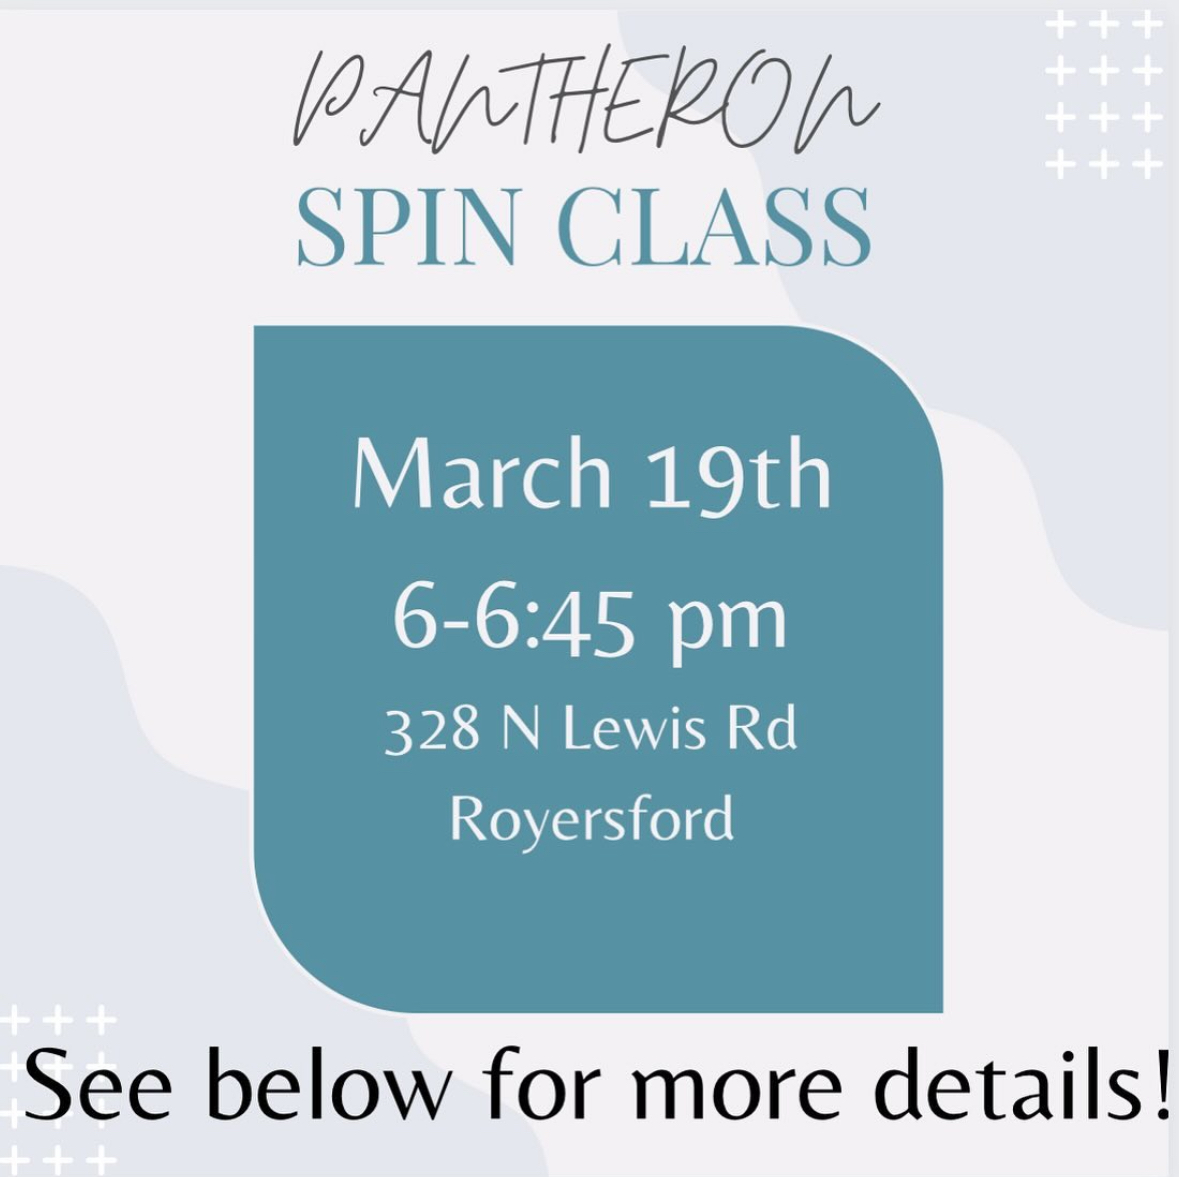 PANTHERON
SPIN CLASS
March 19th
6-6:45 pm
328 N Lewis Rd
Royersford
See below for more details!